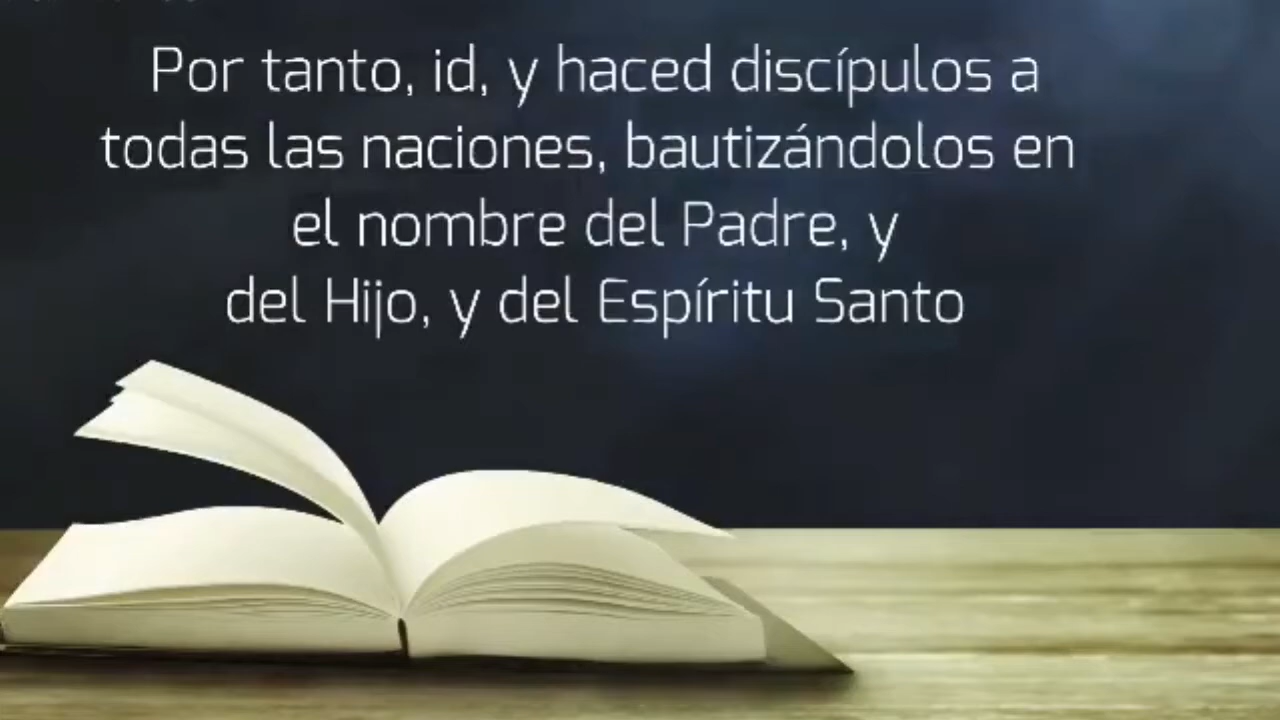 Por tanto, id, y haced discípulos a
todas las naciones, bautizándolos en
el nombre del Padre, y
del Hijo, y del Espíritu Santo